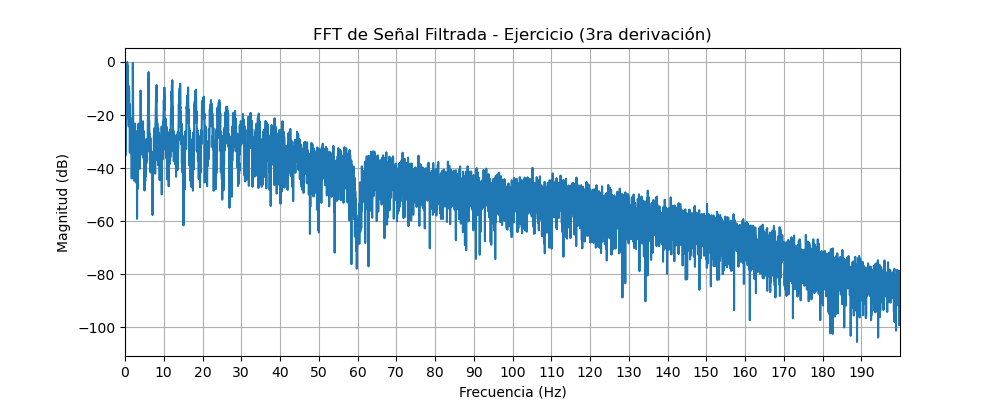 FFT de Señal Filtrada - Ejercicio (3ra derivación)
Magnitud (dB)
0
−20
−40
−60
−80
−100
0 10 20 30 40 50 60 70 80 90 100 110 120 130 140 150 160 170 180 190
Frecuencia (Hz)